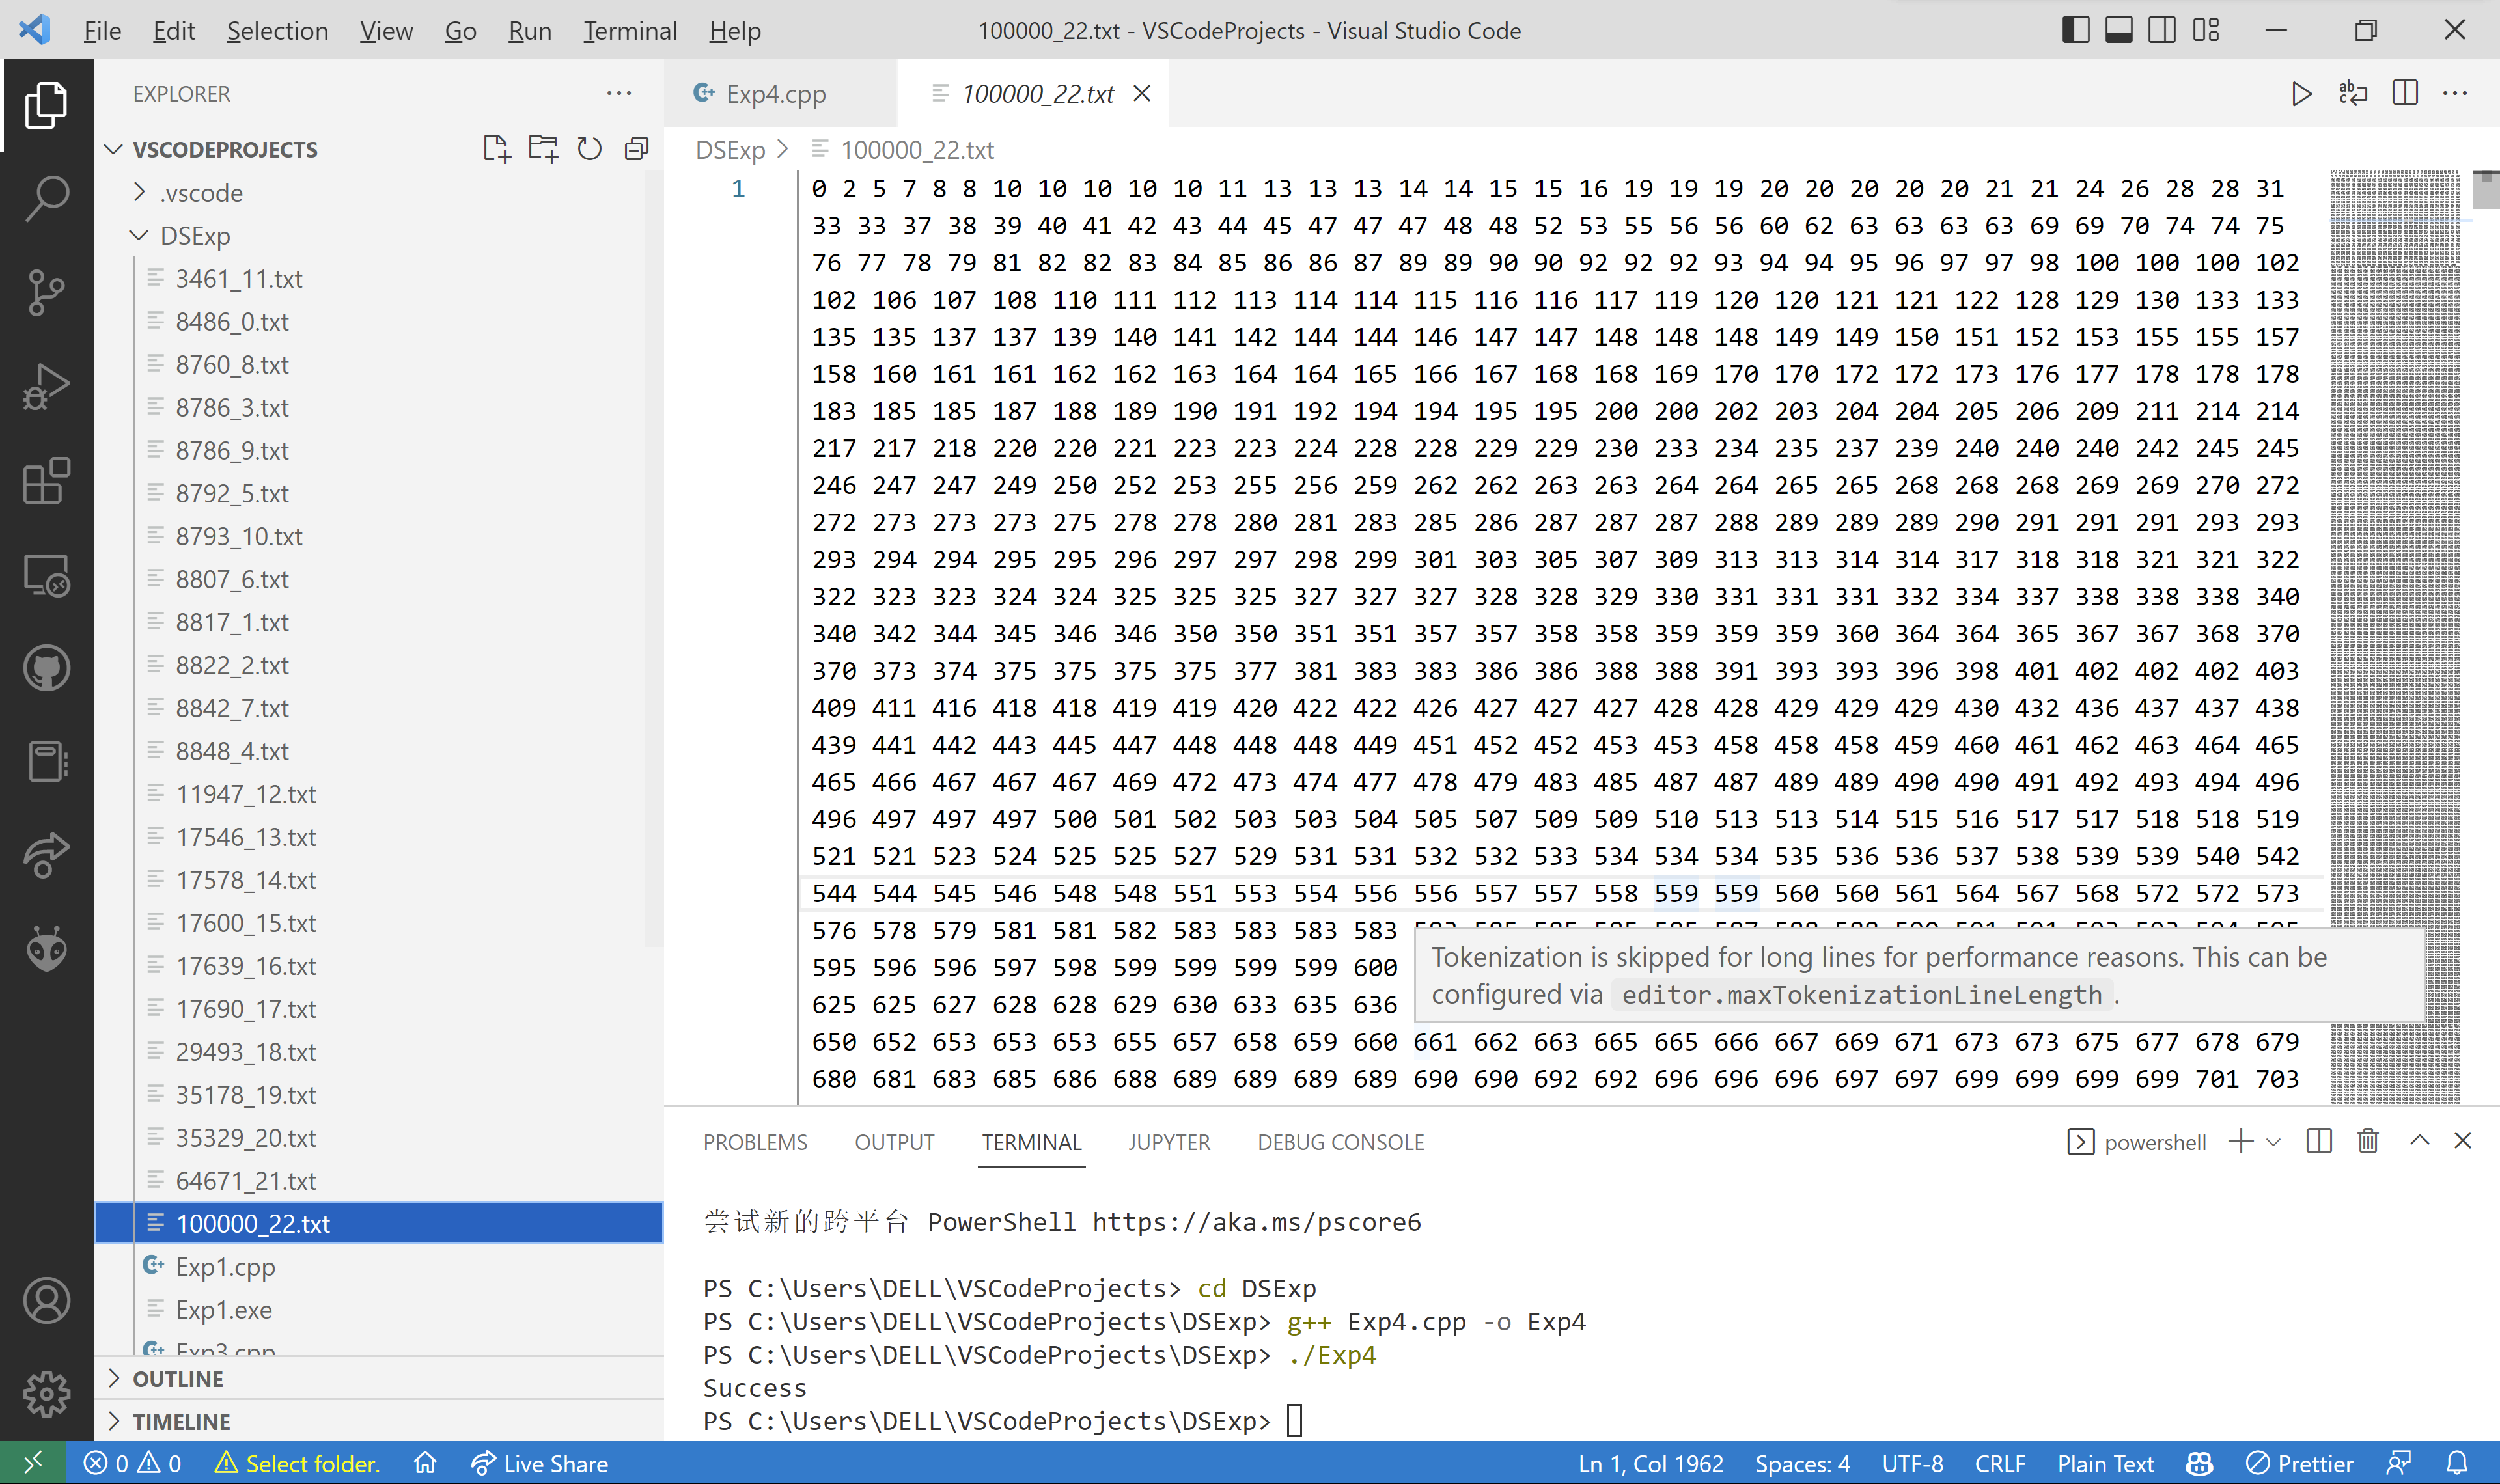 File Edit Selection View Go Run Terminal Help
100000_22.txt - VSCodeProjects - Visual Studio Code
EXPLORER
VSCODEPROJECTS
.vscode
DSExp
3461_11.txt
8486_0.txt
8760_8.txt
8786_3.txt
8786_9.txt
8792_5.txt
8793_10.txt
8807_6.txt
8817_1.txt
8822_2.txt
8842_7.txt
8848_4.txt
11947_12.txt
17546_13.txt
17578_14.txt
17600_15.txt
17639_16.txt
17690_17.txt
29493_18.txt
35178_19.txt
35329_20.txt
64671_21.txt
100000_22.txt
Exp1.cpp
Exp1.exe
Exp3.cpp
OUTLINE
TIMELINE
Exp4.cpp
100000_22.txt
DSExp > 100000_22.txt
1
0 2 5 7 8 8 10 10 10 10 10 11 13 13 13 14 14 15 15 16 19 19 19 20 20 20 20 20 21 21 24 26 28 28 31
33 33 37 38 39 40 41 42 43 44 45 47 47 47 48 48 52 53 55 56 56 60 62 63 63 63 63 69 69 70 74 74 75
76 77 78 79 81 82 82 83 84 85 86 86 87 89 89 90 90 92 92 92 93 94 94 95 96 97 97 98 100 100 100 102
102 106 107 108 110 111 112 113 114 114 115 116 116 117 119 120 120 121 121 122 128 129 130 133 133
135 135 137 137 139 140 141 142 144 144 146 147 147 148 148 148 149 149 150 151 152 153 155 155 157
158 160 161 161 162 162 163 164 164 165 166 167 168 168 169 170 170 172 172 173 176 177 178 178 178
183 185 185 187 188 189 190 191 192 194 194 195 195 200 200 202 203 204 204 205 206 209 211 214 214
217 217 218 220 220 221 223 223 224 228 228 229 229 230 233 234 235 237 239 240 240 240 242 245 245
246 247 247 249 250 252 253 255 256 259 262 262 263 263 264 264 265 265 268 268 268 269 269 270 272
272 273 273 273 275 278 278 280 281 283 285 286 287 287 287 288 289 289 289 290 291 291 291 293 293
293 294 294 295 295 296 297 297 298 299 301 303 305 307 309 313 313 314 314 317 318 318 321 321 322
322 323 323 324 324 325 325 325 327 327 327 328 328 329 330 331 331 331 332 334 337 338 338 338 340
340 342 344 345 346 346 350 350 351 351 357 357 358 358 359 359 359 360 364 364 365 367 367 368 370
370 373 374 375 375 375 375 377 381 383 383 386 386 388 388 391 393 393 396 398 401 402 402 402 403
409 411 416 418 418 419 419 420 422 422 426 427 427 427 428 428 429 429 429 430 432 436 437 437 438
439 441 442 443 445 447 448 448 448 449 451 452 452 453 453 458 458 458 459 460 461 462 463 464 465
465 466 467 467 467 469 472 473 474 477 478 479 483 485 487 487 489 489 490 490 491 492 493 494 496
496 497 497 497 500 501 502 503 503 504 505 507 509 509 510 513 513 514 515 516 517 517 518 518 519
521 521 523 524 525 525 527 529 531 531 532 532 533 534 534 534 535 536 536 537 538 539 539 540 542
544 544 545 546 548 548 551 553 554 556 556 557 557 558 559 559 560 560 561 564 567 568 572 572 573
576 578 579 581 581 582 583 583 583 583
595 596 596 597 598 599 599 599 599 600
625 625 627 628 628 629 630 633 635 636
650 652 653 653 653 655 657 658 659 660 661 662 663 665 665 666 667 669 671 673 673 675 677 678 679
680 681 683 685 686 688 689 689 689 689 690 690 692 692 696 696 696 697 697 699 699 699 699 701 703
Tokenization is skipped for long lines for performance reasons. This can be
configured via editor.maxTokenizationLineLength.
PROBLEMS OUTPUT TERMINAL JUPYTER DEBUG CONSOLE
powershell
尝试新的跨平台 PowerShell https://aka.ms/pscore6
PS C:\Users\DELL\VSCodeProjects> cd DSExp
PS C:\Users\DELL\VSCodeProjects\DSExp> g++ Exp4.cpp -o Exp4
PS C:\Users\DELL\VSCodeProjects\DSExp> ./Exp4
Success
PS C:\Users\DELL\VSCodeProjects\DSExp>
0 0 Select folder. Live Share
Ln 1, Col 1962 Spaces: 4 UTF-8 CRLF Plain Text Prettier